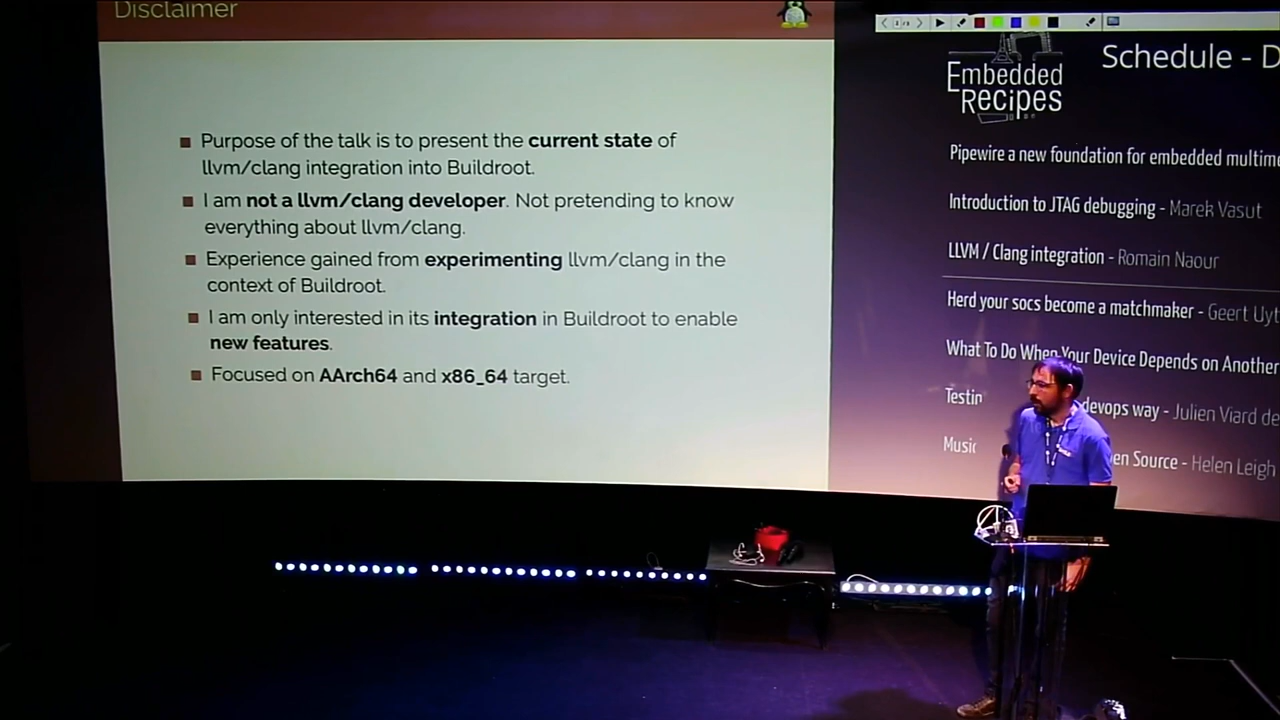 Disclaimer
Purpose of the talk is to present the current state of
llvm/clang integration into Buildroot.
I am not a llvm/clang developer. Not pretending to know
everything about llvm/clang.
Experience gained from experimenting llvm/clang in the
context of Buildroot.
I am only interested in its integration in Buildroot to enable
new features.
Focused on AArch64 and x86_64 target.
Embedded
Recipes
Schedule - D
Pipewire a new foundation for embedded multime
Introduction to JTAG debugging - Marek Vasut
LLVM / Clang integration - Romain Naour
Herd your socs become a matchmaker - Geert Uyt
What To Do When Your Device Depends on Another
Testin devops way - Julien Viard de
Music en Source - Helen Leigh